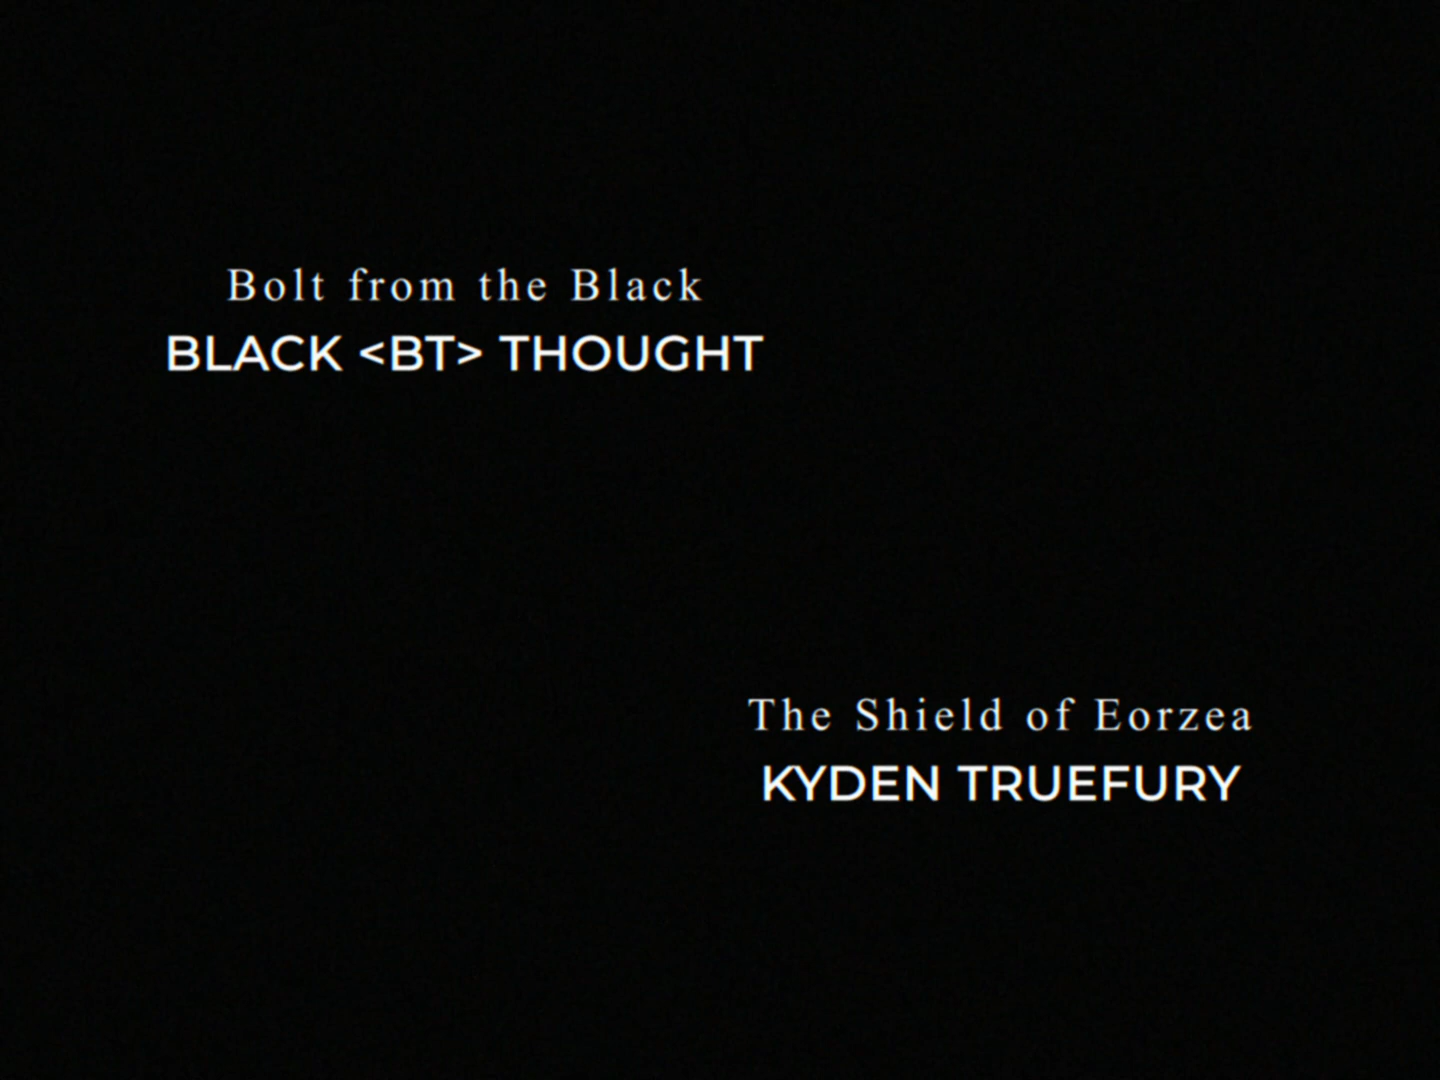 Bolt from the Black
BLACK <BT> THOUGHT
The Shield of Eorzea
KYDEN TRUEFURY